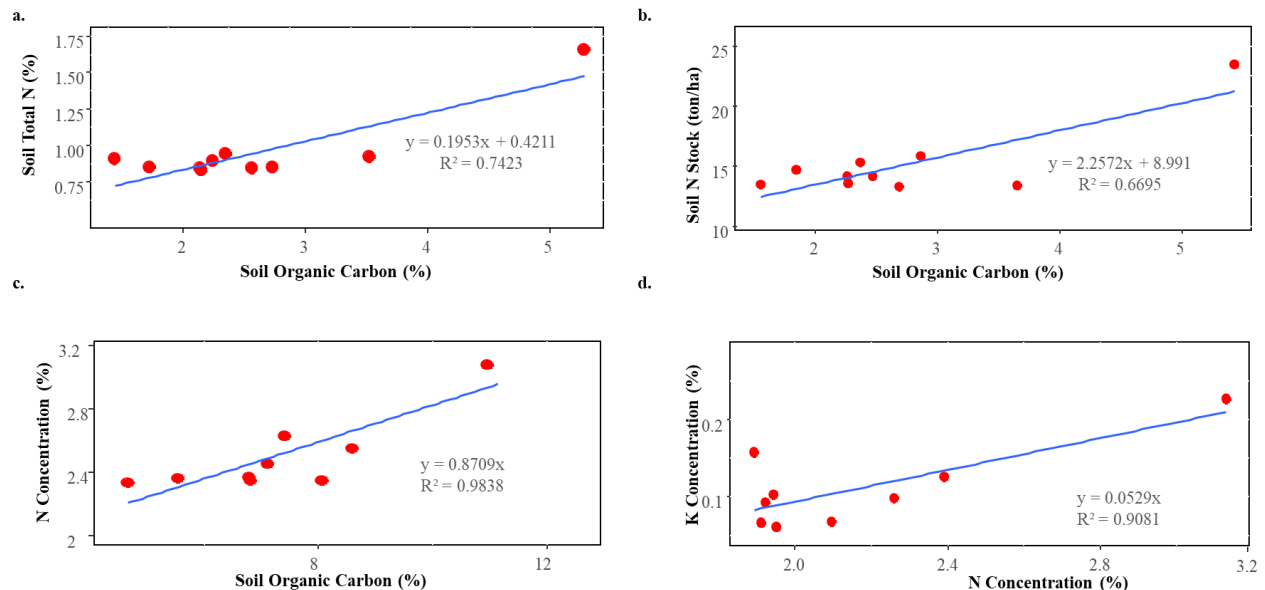 a.
Soil Total N (%)
1.75
1.50
1.25
1.00
0.75
y = 0.1953x + 0.4211
R² = 0.7423
2
3
4
5
Soil Organic Carbon (%)
b.
Soil N Stock (ton/ha)
25
20
15
10
y = 2.2572x + 8.991
R² = 0.6695
2
3
4
5
Soil Organic Carbon (%)
c.
N Concentration (%)
3.2
2.8
2.4
2
y = 0.8709x
R² = 0.9838
8
12
Soil Organic Carbon (%)
d.
K Concentration (%)
0.2
0.1
y = 0.0529x
R² = 0.9081
2.0
2.4
2.8
3.2
N Concentration (%)